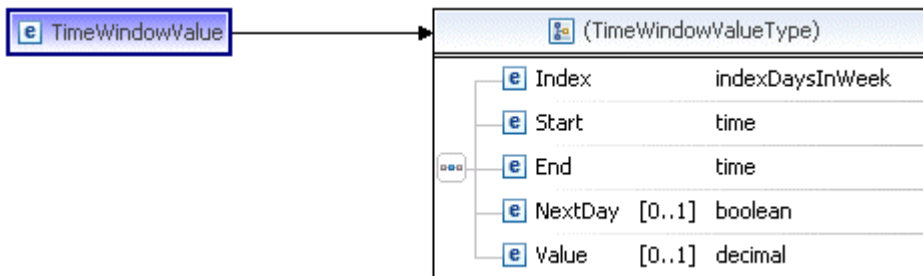 e TimeWindowValue
(TimeWindowValueType)
e Index indexDaysInWeek
e Start time
e End time
e NextDay [0..1] boolean
e Value [0..1] decimal